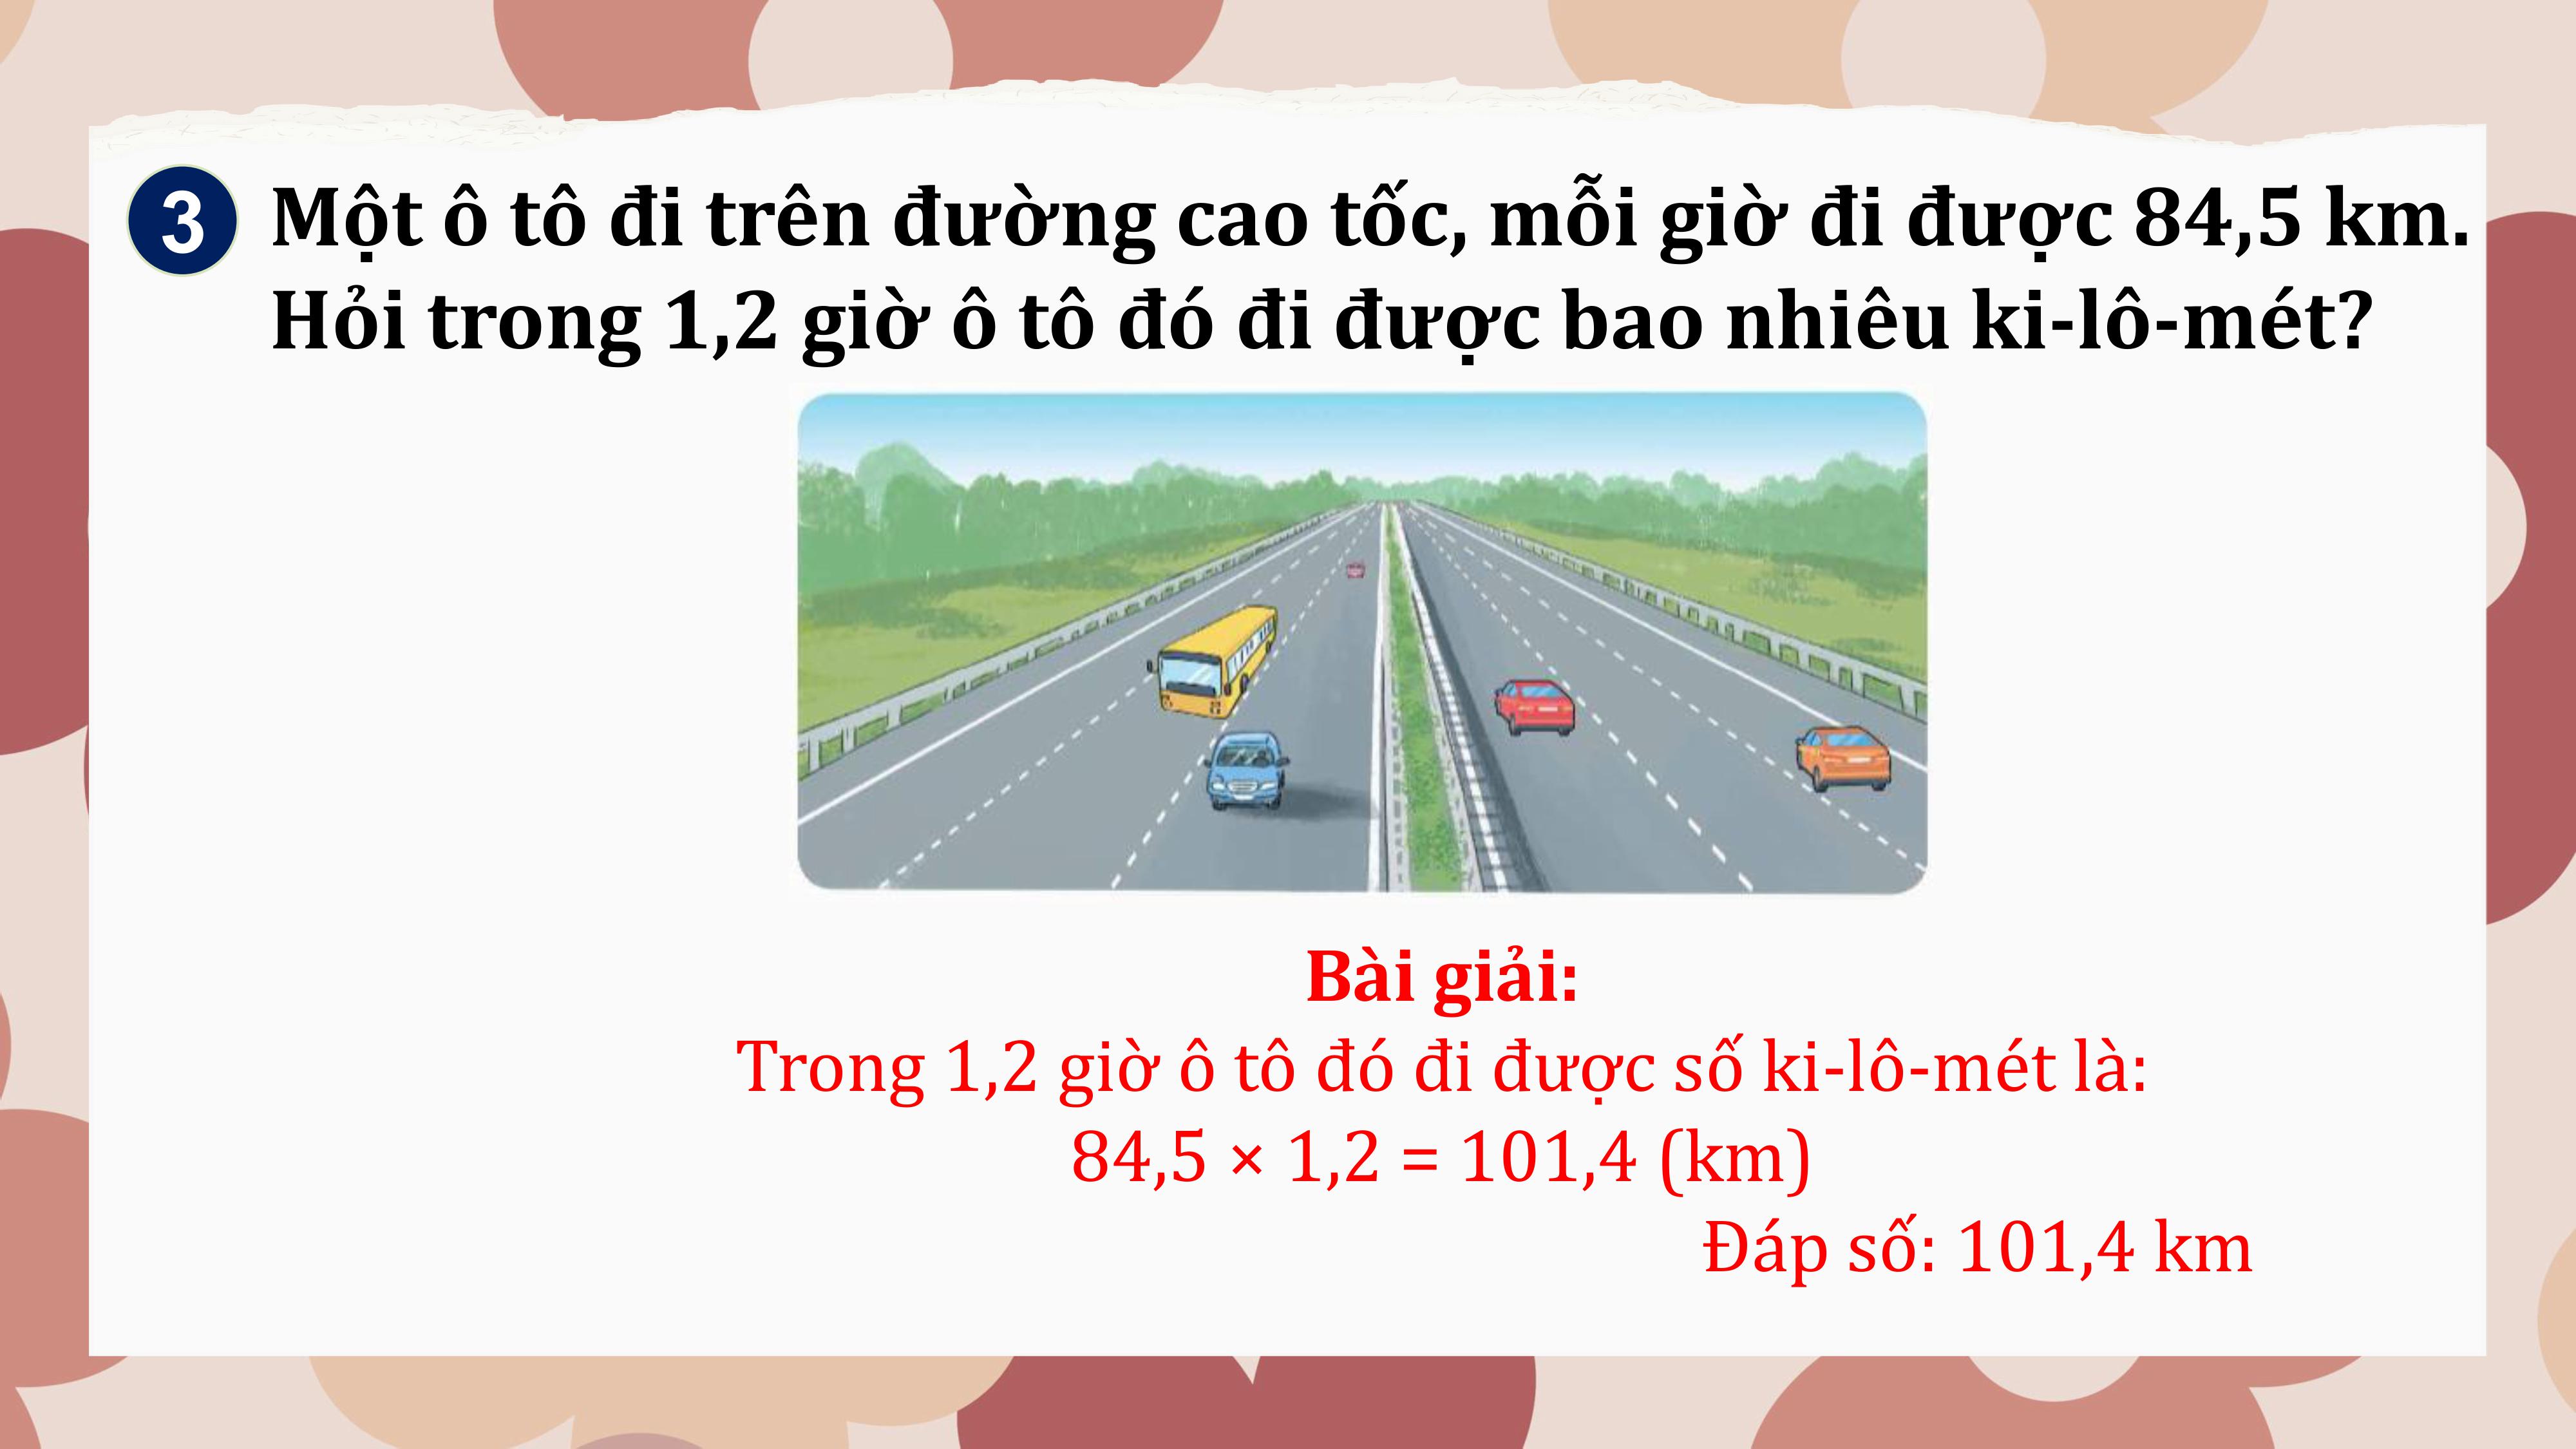 3 Một ô tô đi trên đường cao tốc, mỗi giờ đi được 84,5 km.
Hỏi trong 1,2 giờ ô tô đó đi được bao nhiêu ki-lô-mét?
Bài giải:
Trong 1,2 giờ ô tô đó đi được số ki-lô-mét là:
84,5 × 1,2 = 101,4 (km)
Đáp số: 101,4 km